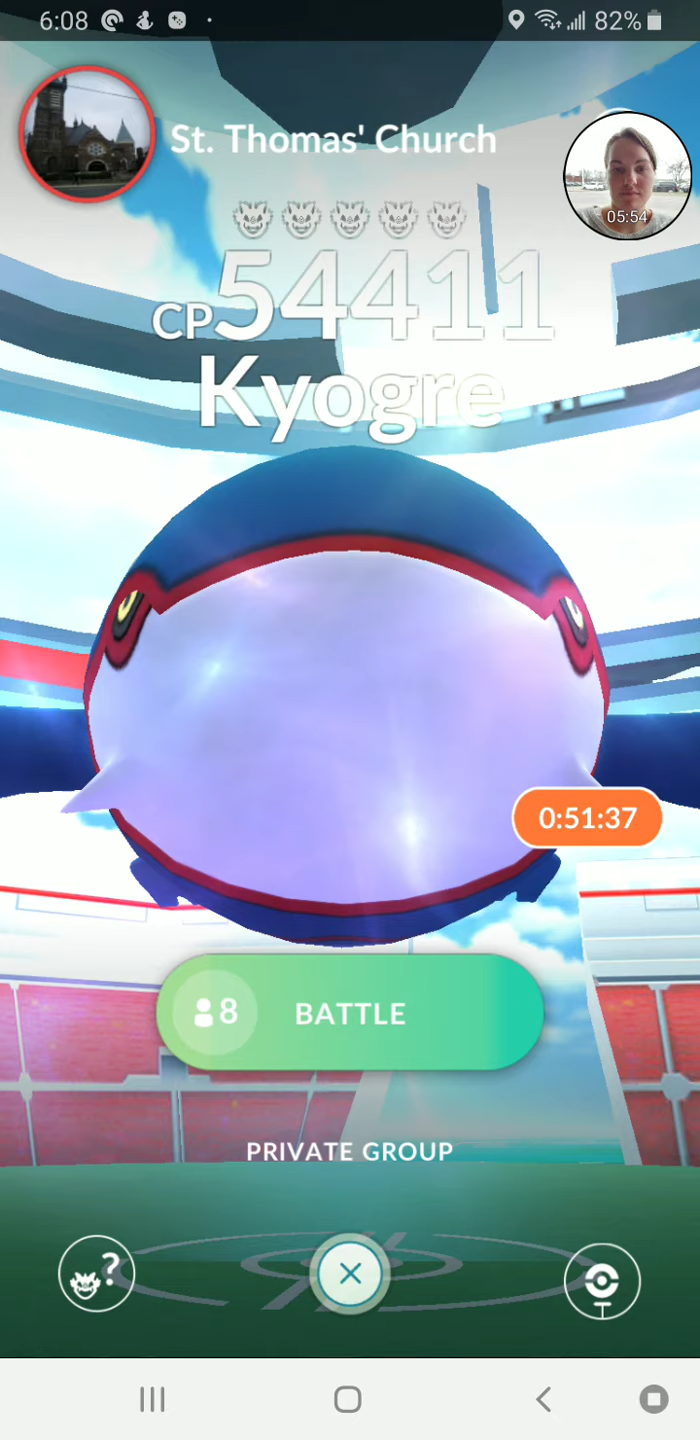 6:08
82%
St. Thomas' Church
05:54
CP54411
Kyogre
0:51:37
8 BATTLE
PRIVATE GROUP
?